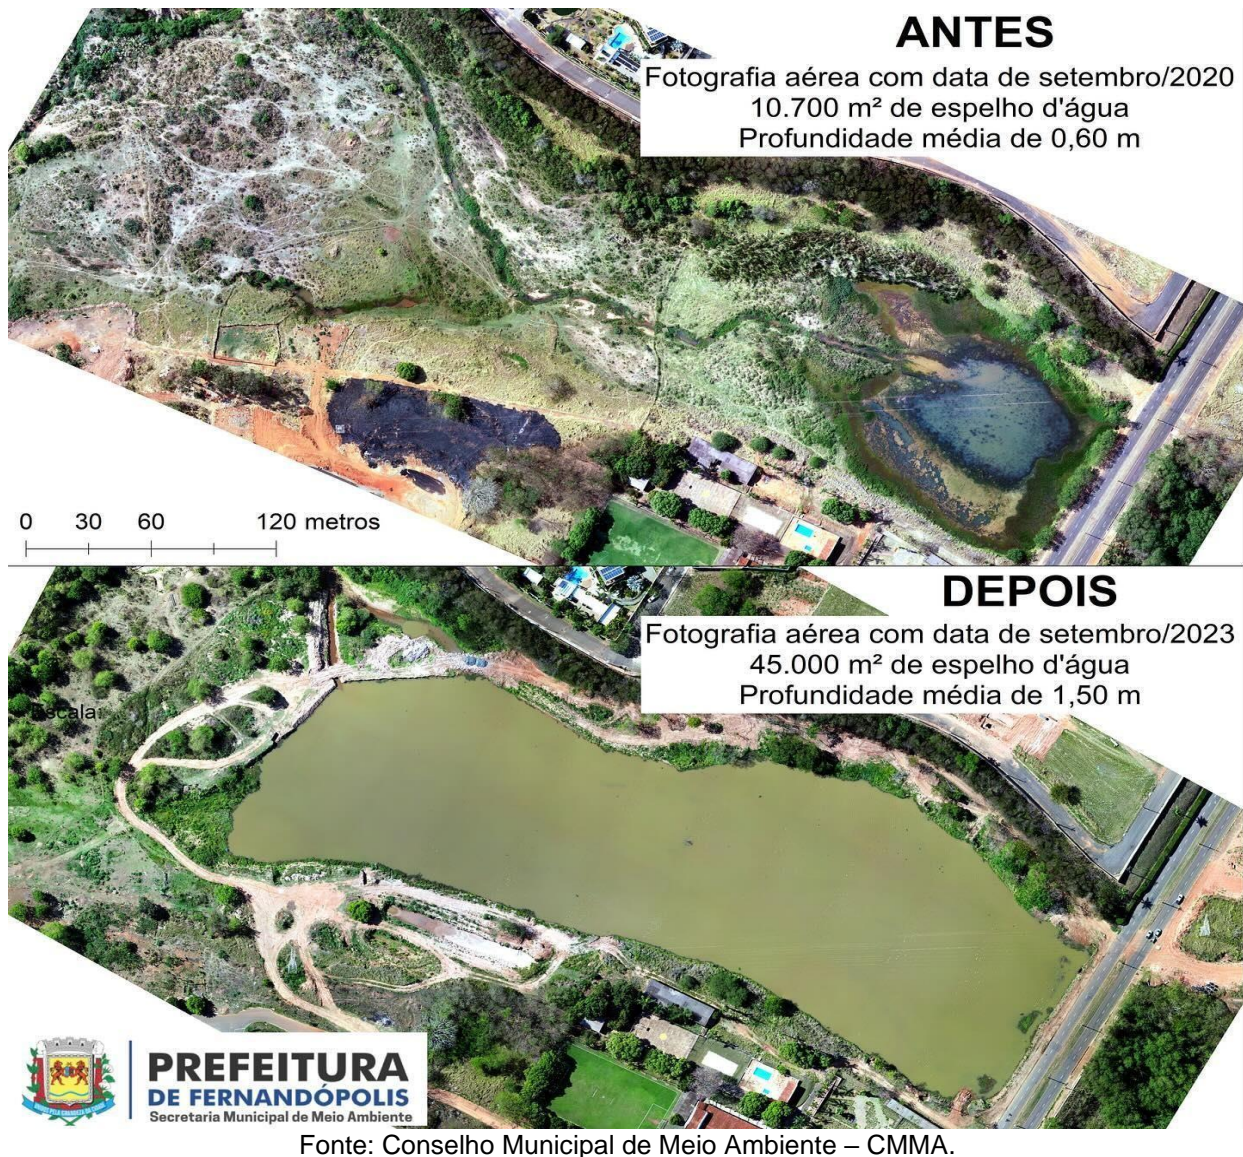 ANTES
Fotografia aérea com data de setembro/2020
10.700 m² de espelho d'água
Profundidade média de 0,60 m
0 30 60 120 metros
DEPOIS
Fotografia aérea com data de setembro/2023
45.000 m² de espelho d'água
Profundidade média de 1,50 m
Escala:
PREFEITURA
DE FERNANDÓPOLIS
Secretaria Municipal de Meio Ambiente
Fonte: Conselho Municipal de Meio Ambiente – CMMA.